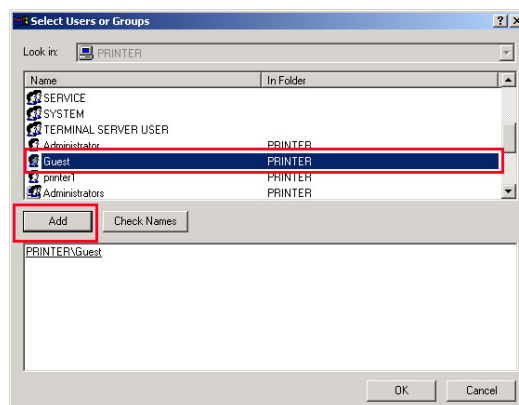 Select Users or Groups
Look in: PRINTER
Name In Folder
SERVICE
SYSTEM
TERMINAL SERVER USER
Administrator PRINTER
Guest PRINTER
printer1 PRINTER
Administrators PRINTER
Add Check Names
PRINTER\Guest
OK Cancel